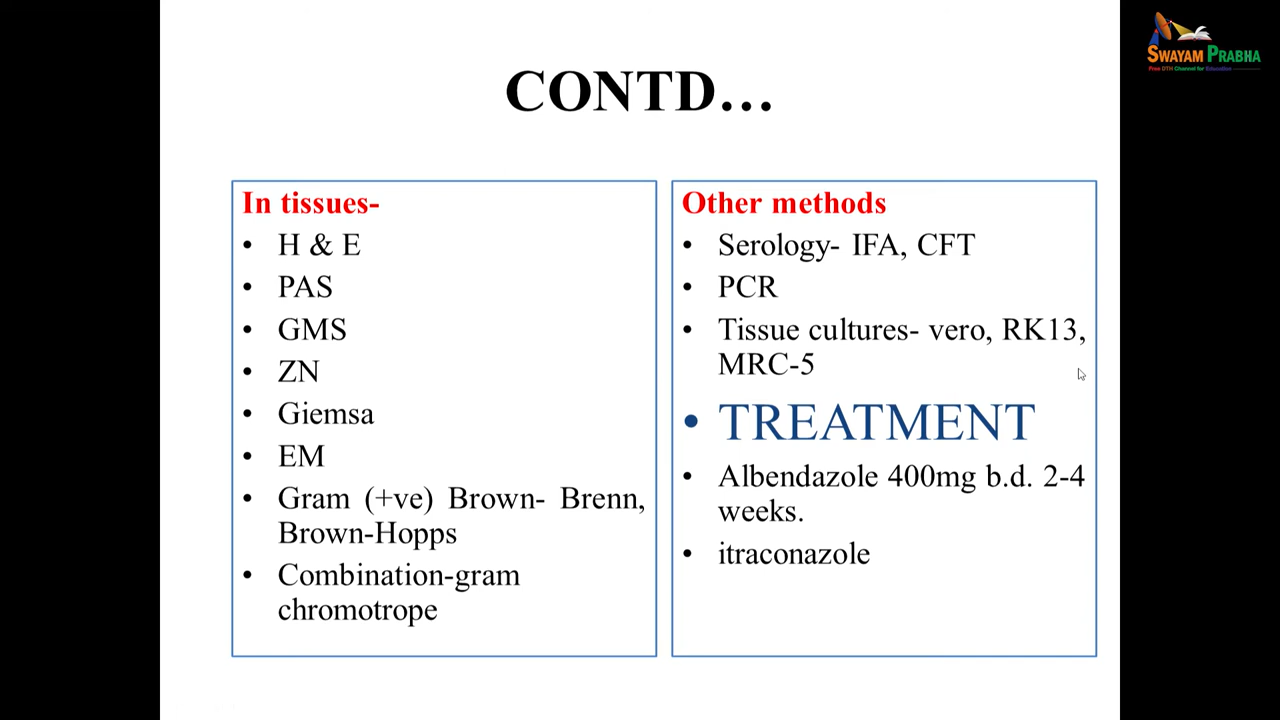 SWAYAM PRABHA
Free DTH Channel for Education
CONTD...
In tissues-
• H & E
• PAS
• GMS
• ZN
• Giemsa
• EM
• Gram (+ve) Brown- Brenn,
Brown-Hopps
• Combination-gram
chromotrope
Other methods
• Serology- IFA, CFT
• PCR
• Tissue cultures- vero, RK13,
MRC-5
• TREATMENT
• Albendazole 400mg b.d. 2-4
weeks.
• itraconazole